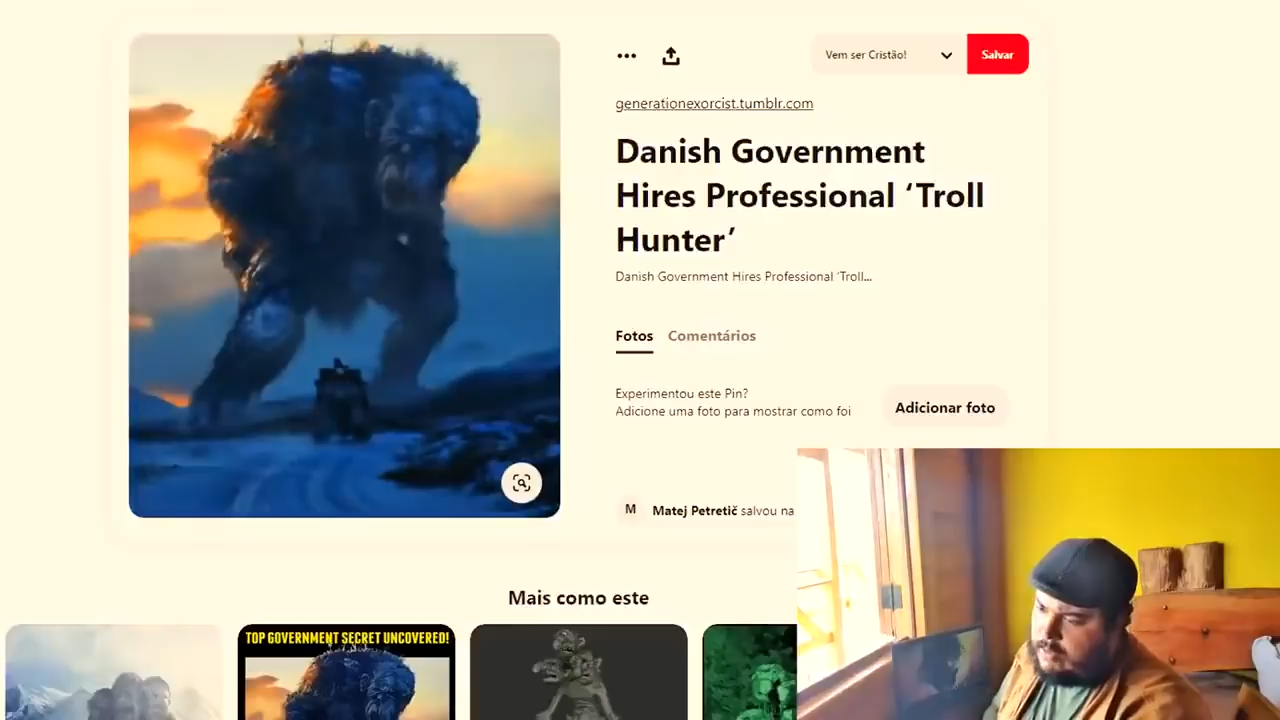 Vem ser Cristão!
Salvar
generationexorcist.tumblr.com
Danish Government
Hires Professional ‘Troll
Hunter’
Danish Government Hires Professional ‘Troll...
Fotos
Comentários
Experimentou este Pin?
Adicione uma foto para mostrar como foi
Adicionar foto
M
Matej Petretič salvou na
Mais como este
TOP GOVERNMENT SECRET UNCOVERED!